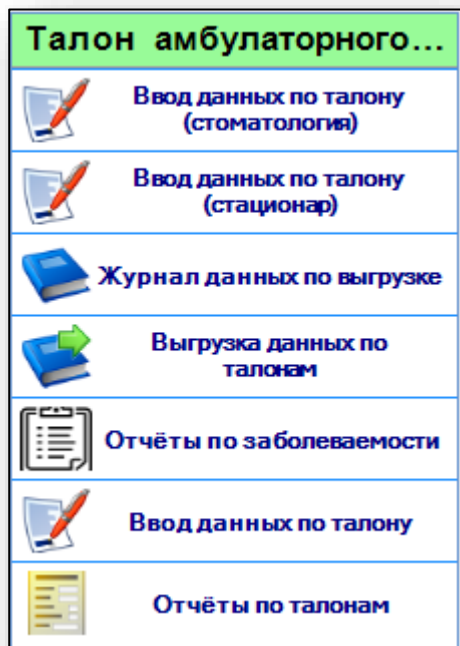 Талон амбулаторного...
Ввод данных по талону
(стоматология)
Ввод данных по талону
(стационар)
Журнал данных по выгрузке
Выгрузка данных по
талонам
Отчёты по заболеваемости
Ввод данных по талону
Отчёты по талонам